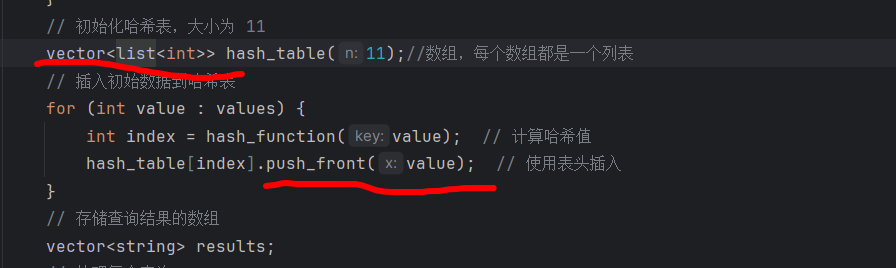 }
// 初始化哈希表，大小为 11
vector<list<int>> hash_table( n: 11);//数组，每个数组都是一个列表
// 插入初始数据到哈希表
for (int value : values) {
int index = hash_function( key: value);  // 计算哈希值
hash_table[index].push_front( x: value);  // 使用表头插入
}
// 存储查询结果的数组
vector<string> results;